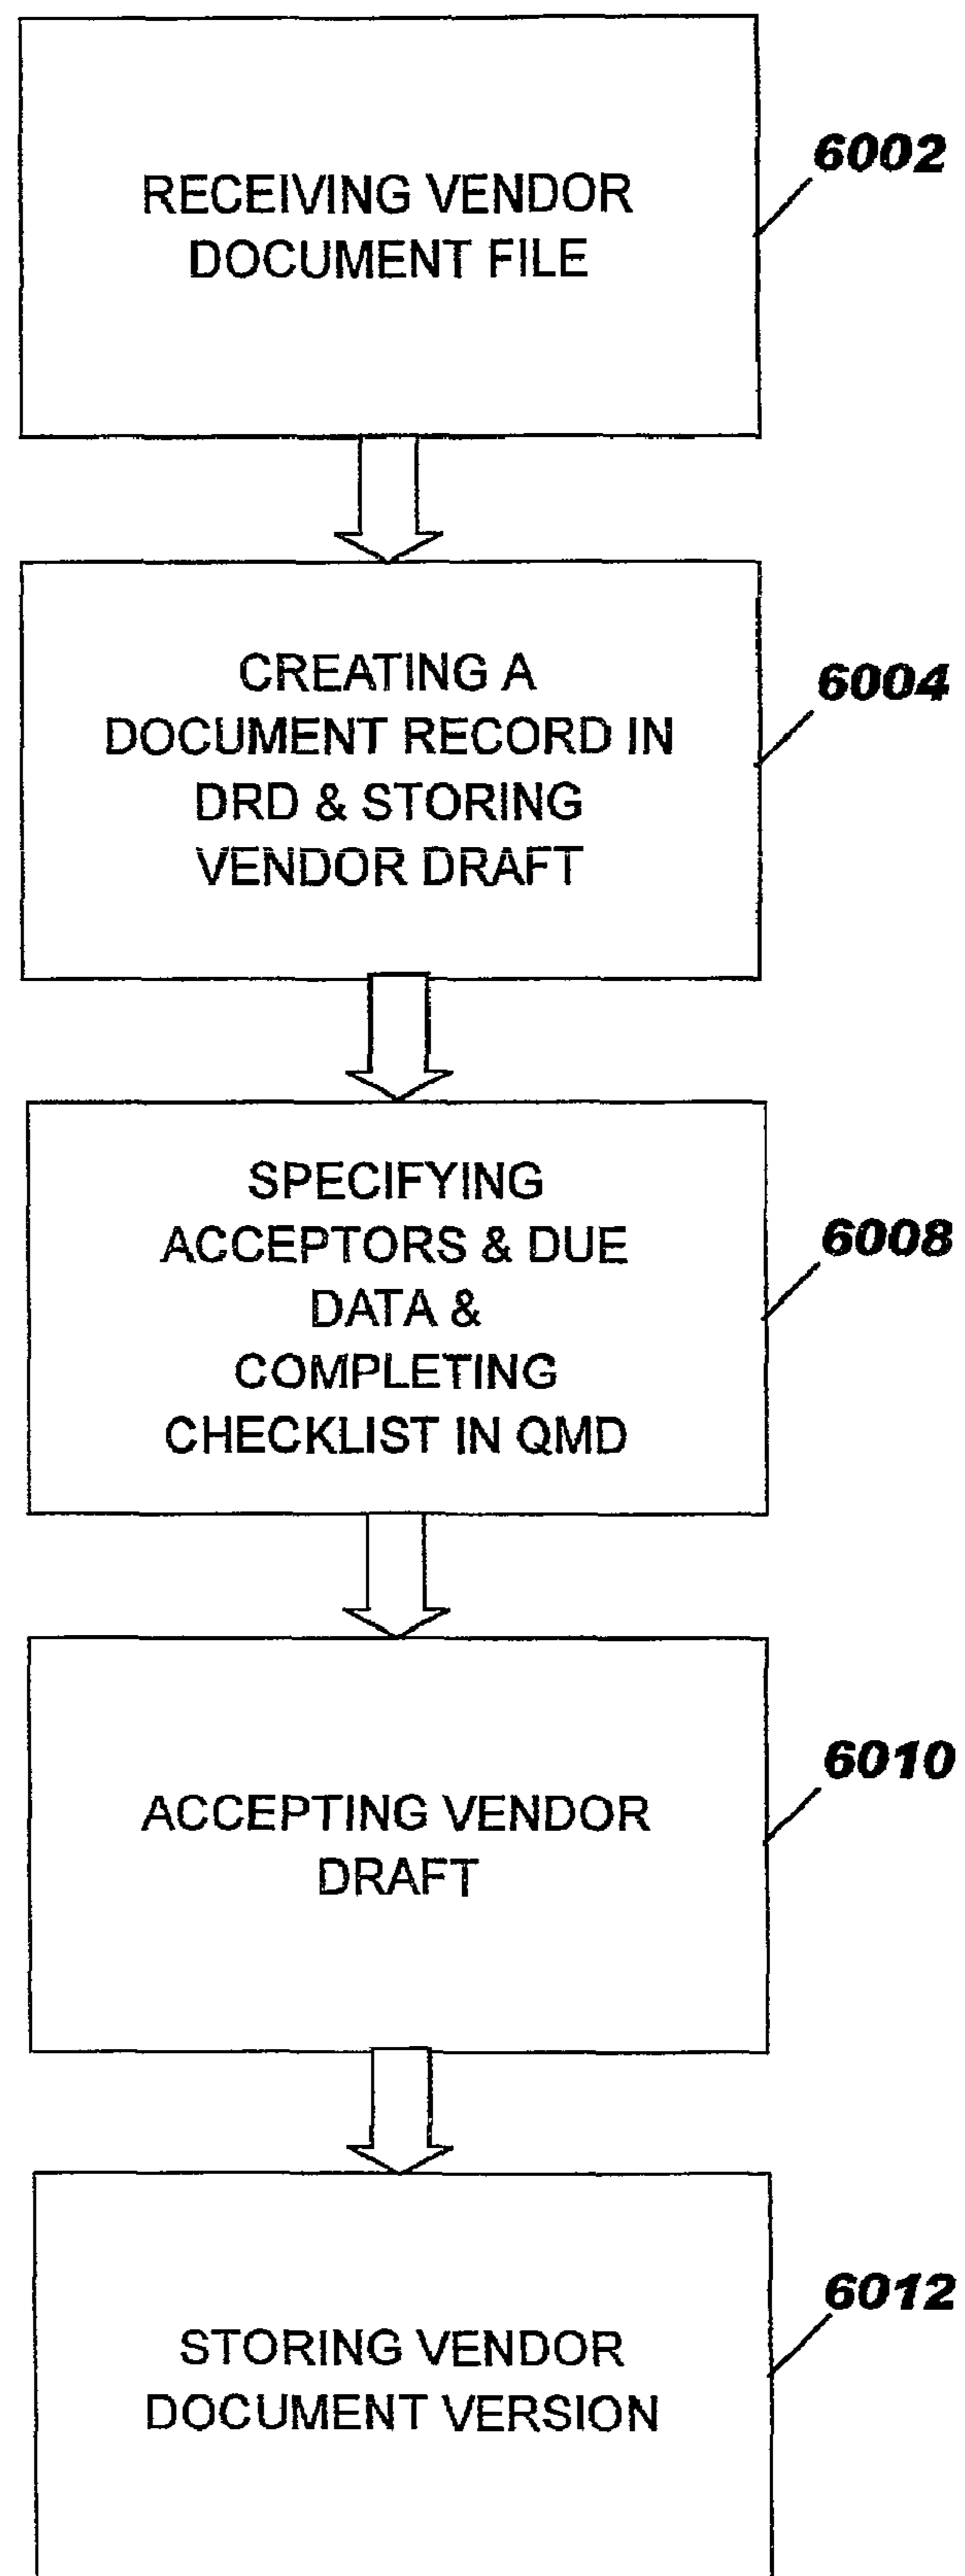 RECEIVING VENDOR
DOCUMENT FILE
6002
CREATING A
DOCUMENT RECORD IN
DRD & STORING
VENDOR DRAFT
6004
SPECIFYING
ACCEPTORS & DUE
DATA &
COMPLETING
CHECKLIST IN QMD
6008
ACCEPTING VENDOR
DRAFT
6010
STORING VENDOR
DOCUMENT VERSION
6012